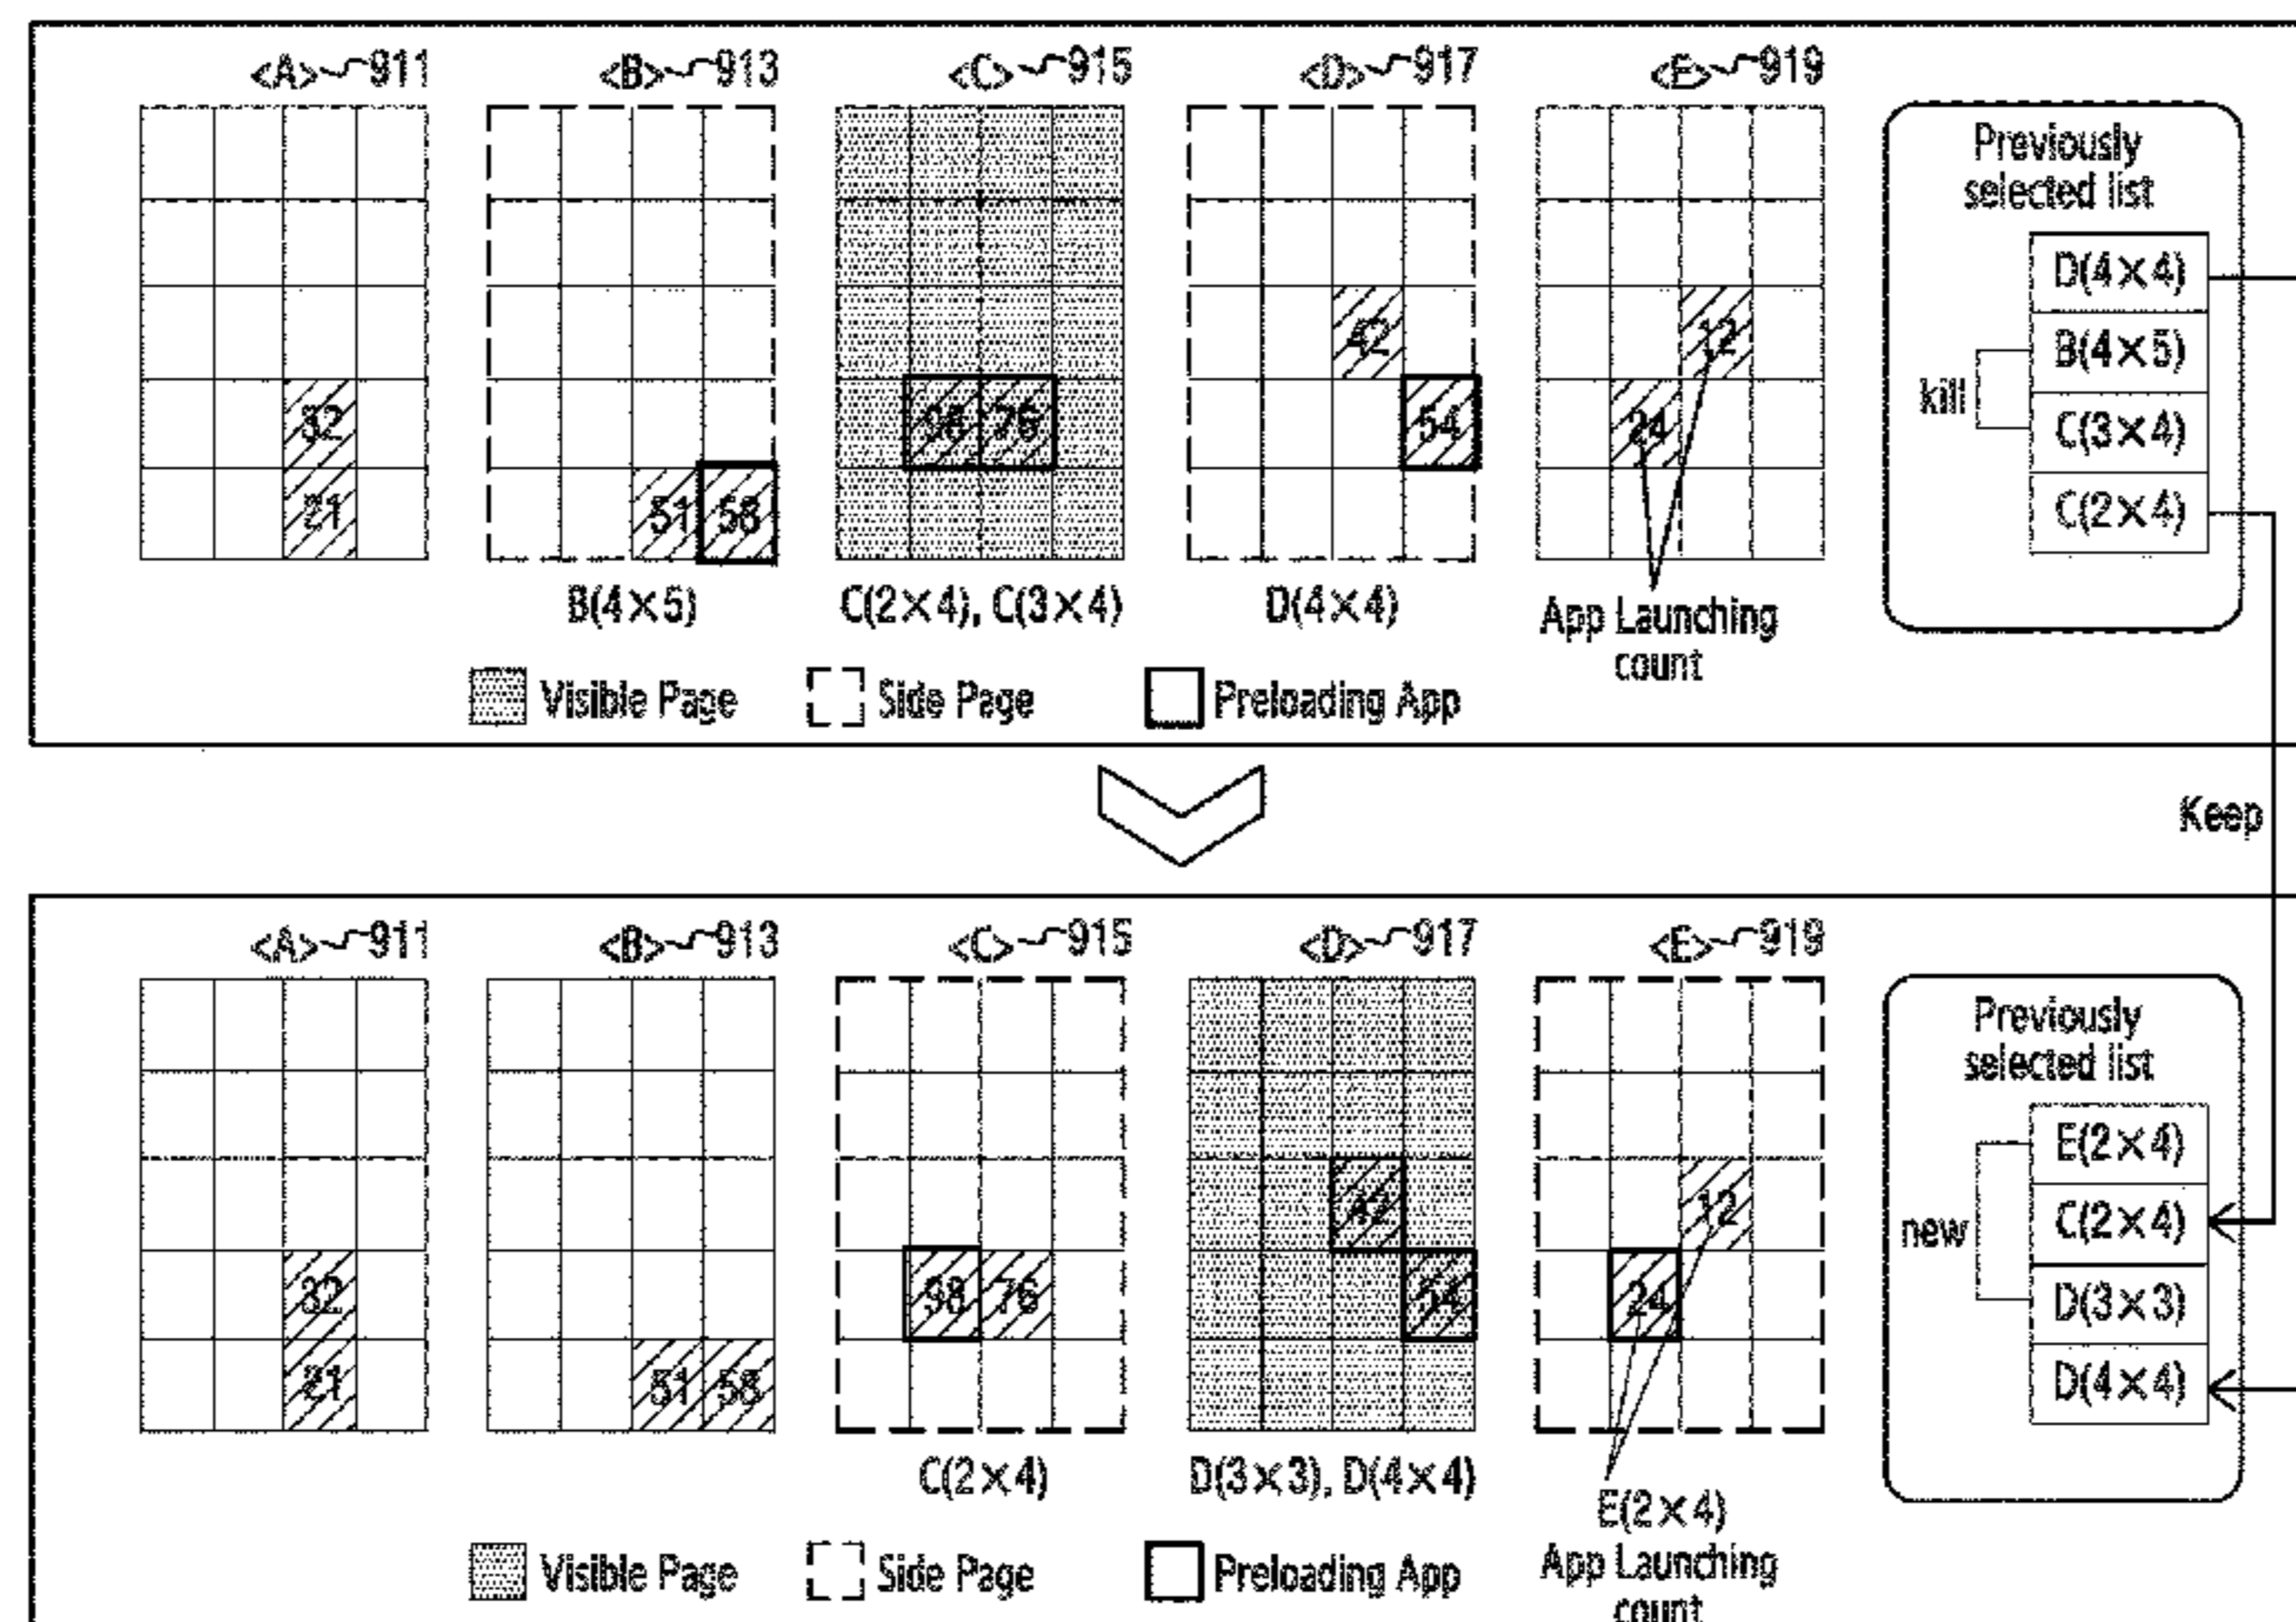 <A> 911 <B> 913 <C> 915 <D> 917 <E> 919
Previously
selected list
D(4×4)
B(4×5)
kill
C(3×4)
C(2×4)
42 12
32 98 76 54 24
21 51 58
B(4×5) C(2×4), C(3×4) D(4×4)
App Launching
count
Visible Page Side Page Preloading App
Keep
<A> 911 <B> 913 <C> 915 <D> 917 <E> 919
Previously
selected list
E(2×4)
C(2×4)
new
D(3×3)
D(4×4)
42 12
32 98 76 54 24
21 51 58
C(2×4) D(3×3), D(4×4) E(2×4)
App Launching
count
Visible Page Side Page Preloading App